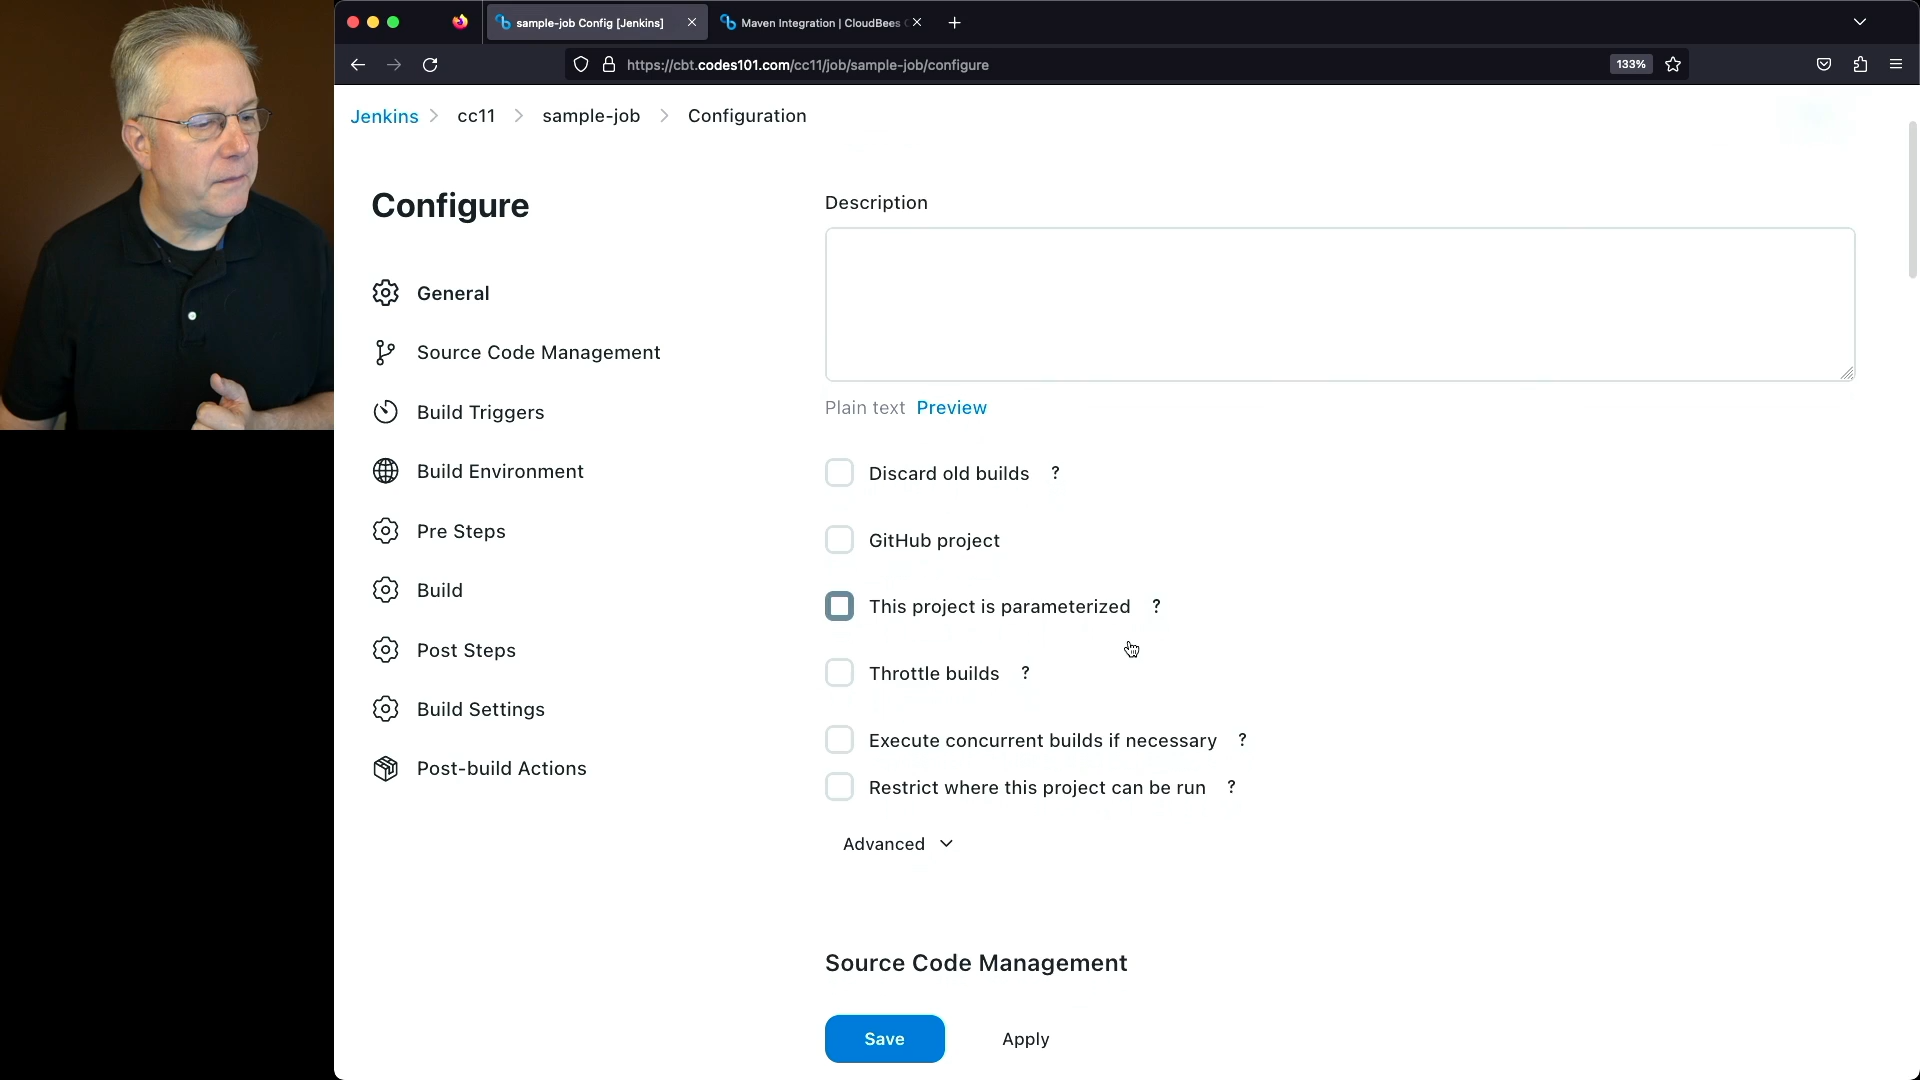 sample-job Config [Jenkins]
Maven Integration | CloudBees
https://cbt.codes101.com/cc11/job/sample-job/configure
133%
Jenkins > cc11 > sample-job > Configuration
Configure
General
Source Code Management
Build Triggers
Build Environment
Pre Steps
Build
Post Steps
Build Settings
Post-build Actions
Description
Plain text Preview
Discard old builds ?
GitHub project
This project is parameterized ?
Throttle builds ?
Execute concurrent builds if necessary ?
Restrict where this project can be run ?
Advanced
Source Code Management
Save Apply